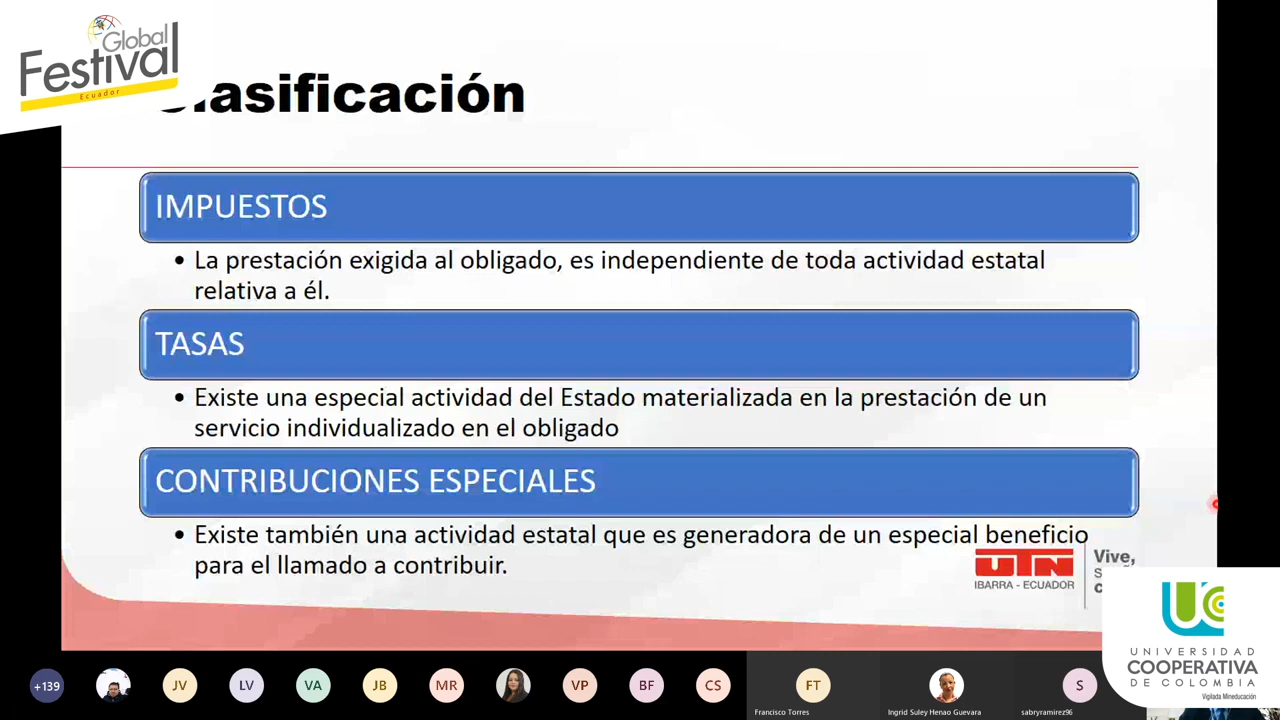 Global
Festival
Ecuador
Clasificación
IMPUESTOS
• La prestación exigida al obligado, es independiente de toda actividad estatal
relativa a él.
TASAS
• Existe una especial actividad del Estado materializada en la prestación de un
servicio individualizado en el obligado
CONTRIBUCIONES ESPECIALES
• Existe también una actividad estatal que es generadora de un especial beneficio
para el llamado a contribuir.
UTN
IBARRA - ECUADOR
Vive,
UNIVERSIDAD
COOPERATIVA
DE COLOMBIA
Vigilada Mineducación
+139
JV
LV
VA
JB
MR
VP
BF
CS
FT
S
Francisco Torres
Ingrid Suley Henao Guevara
sabryramirez96